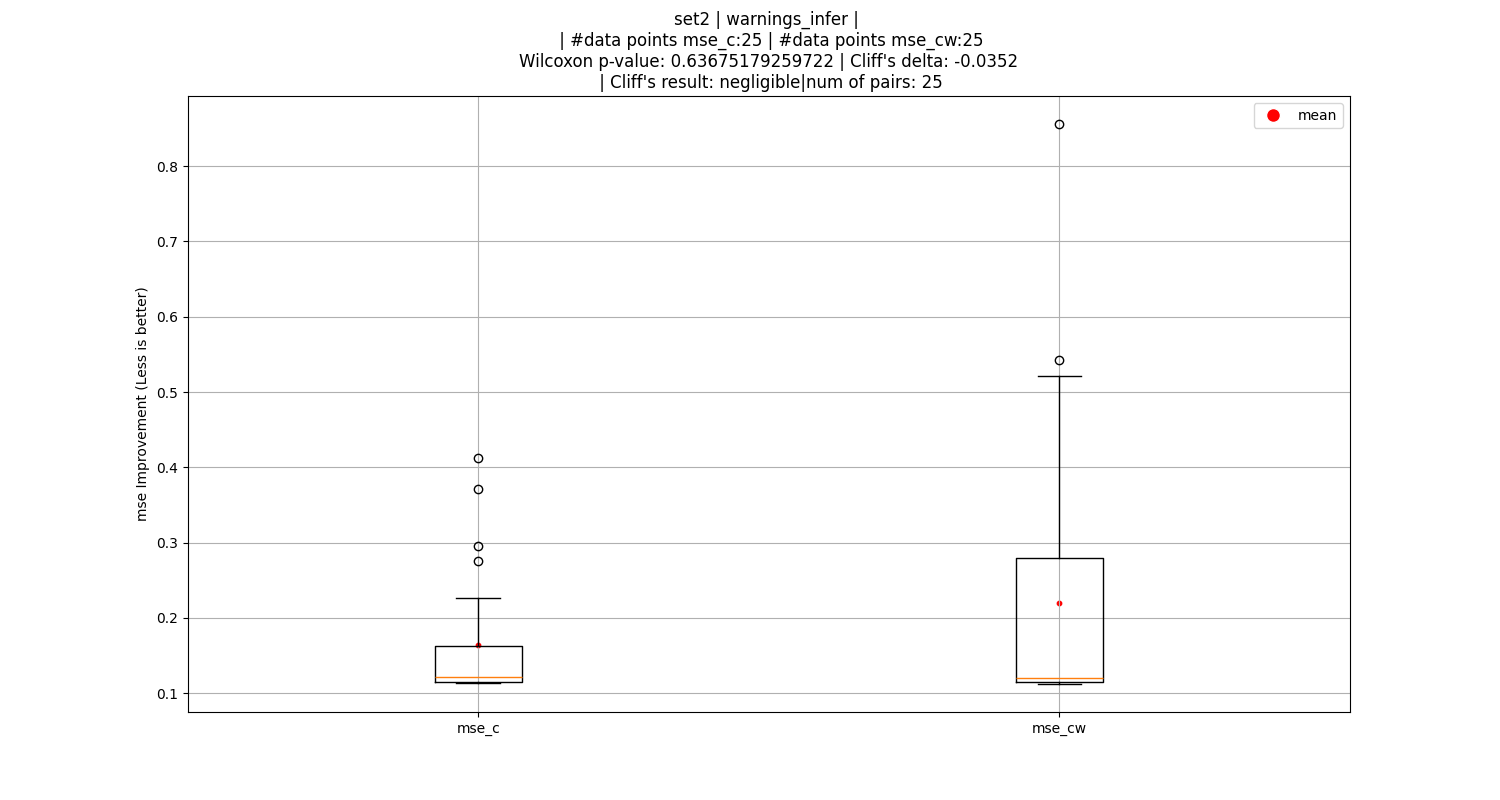 set2 | warnings_infer |
| #data points mse_c:25 | #data points mse_cw:25
Wilcoxon p-value: 0.63675179259722 | Cliff's delta: -0.0352
| Cliff's result: negligible|num of pairs: 25
mean
mse Improvement (Less is better)
0.8
0.7
0.6
0.5
0.4
0.3
0.2
0.1
mse_c
mse_cw